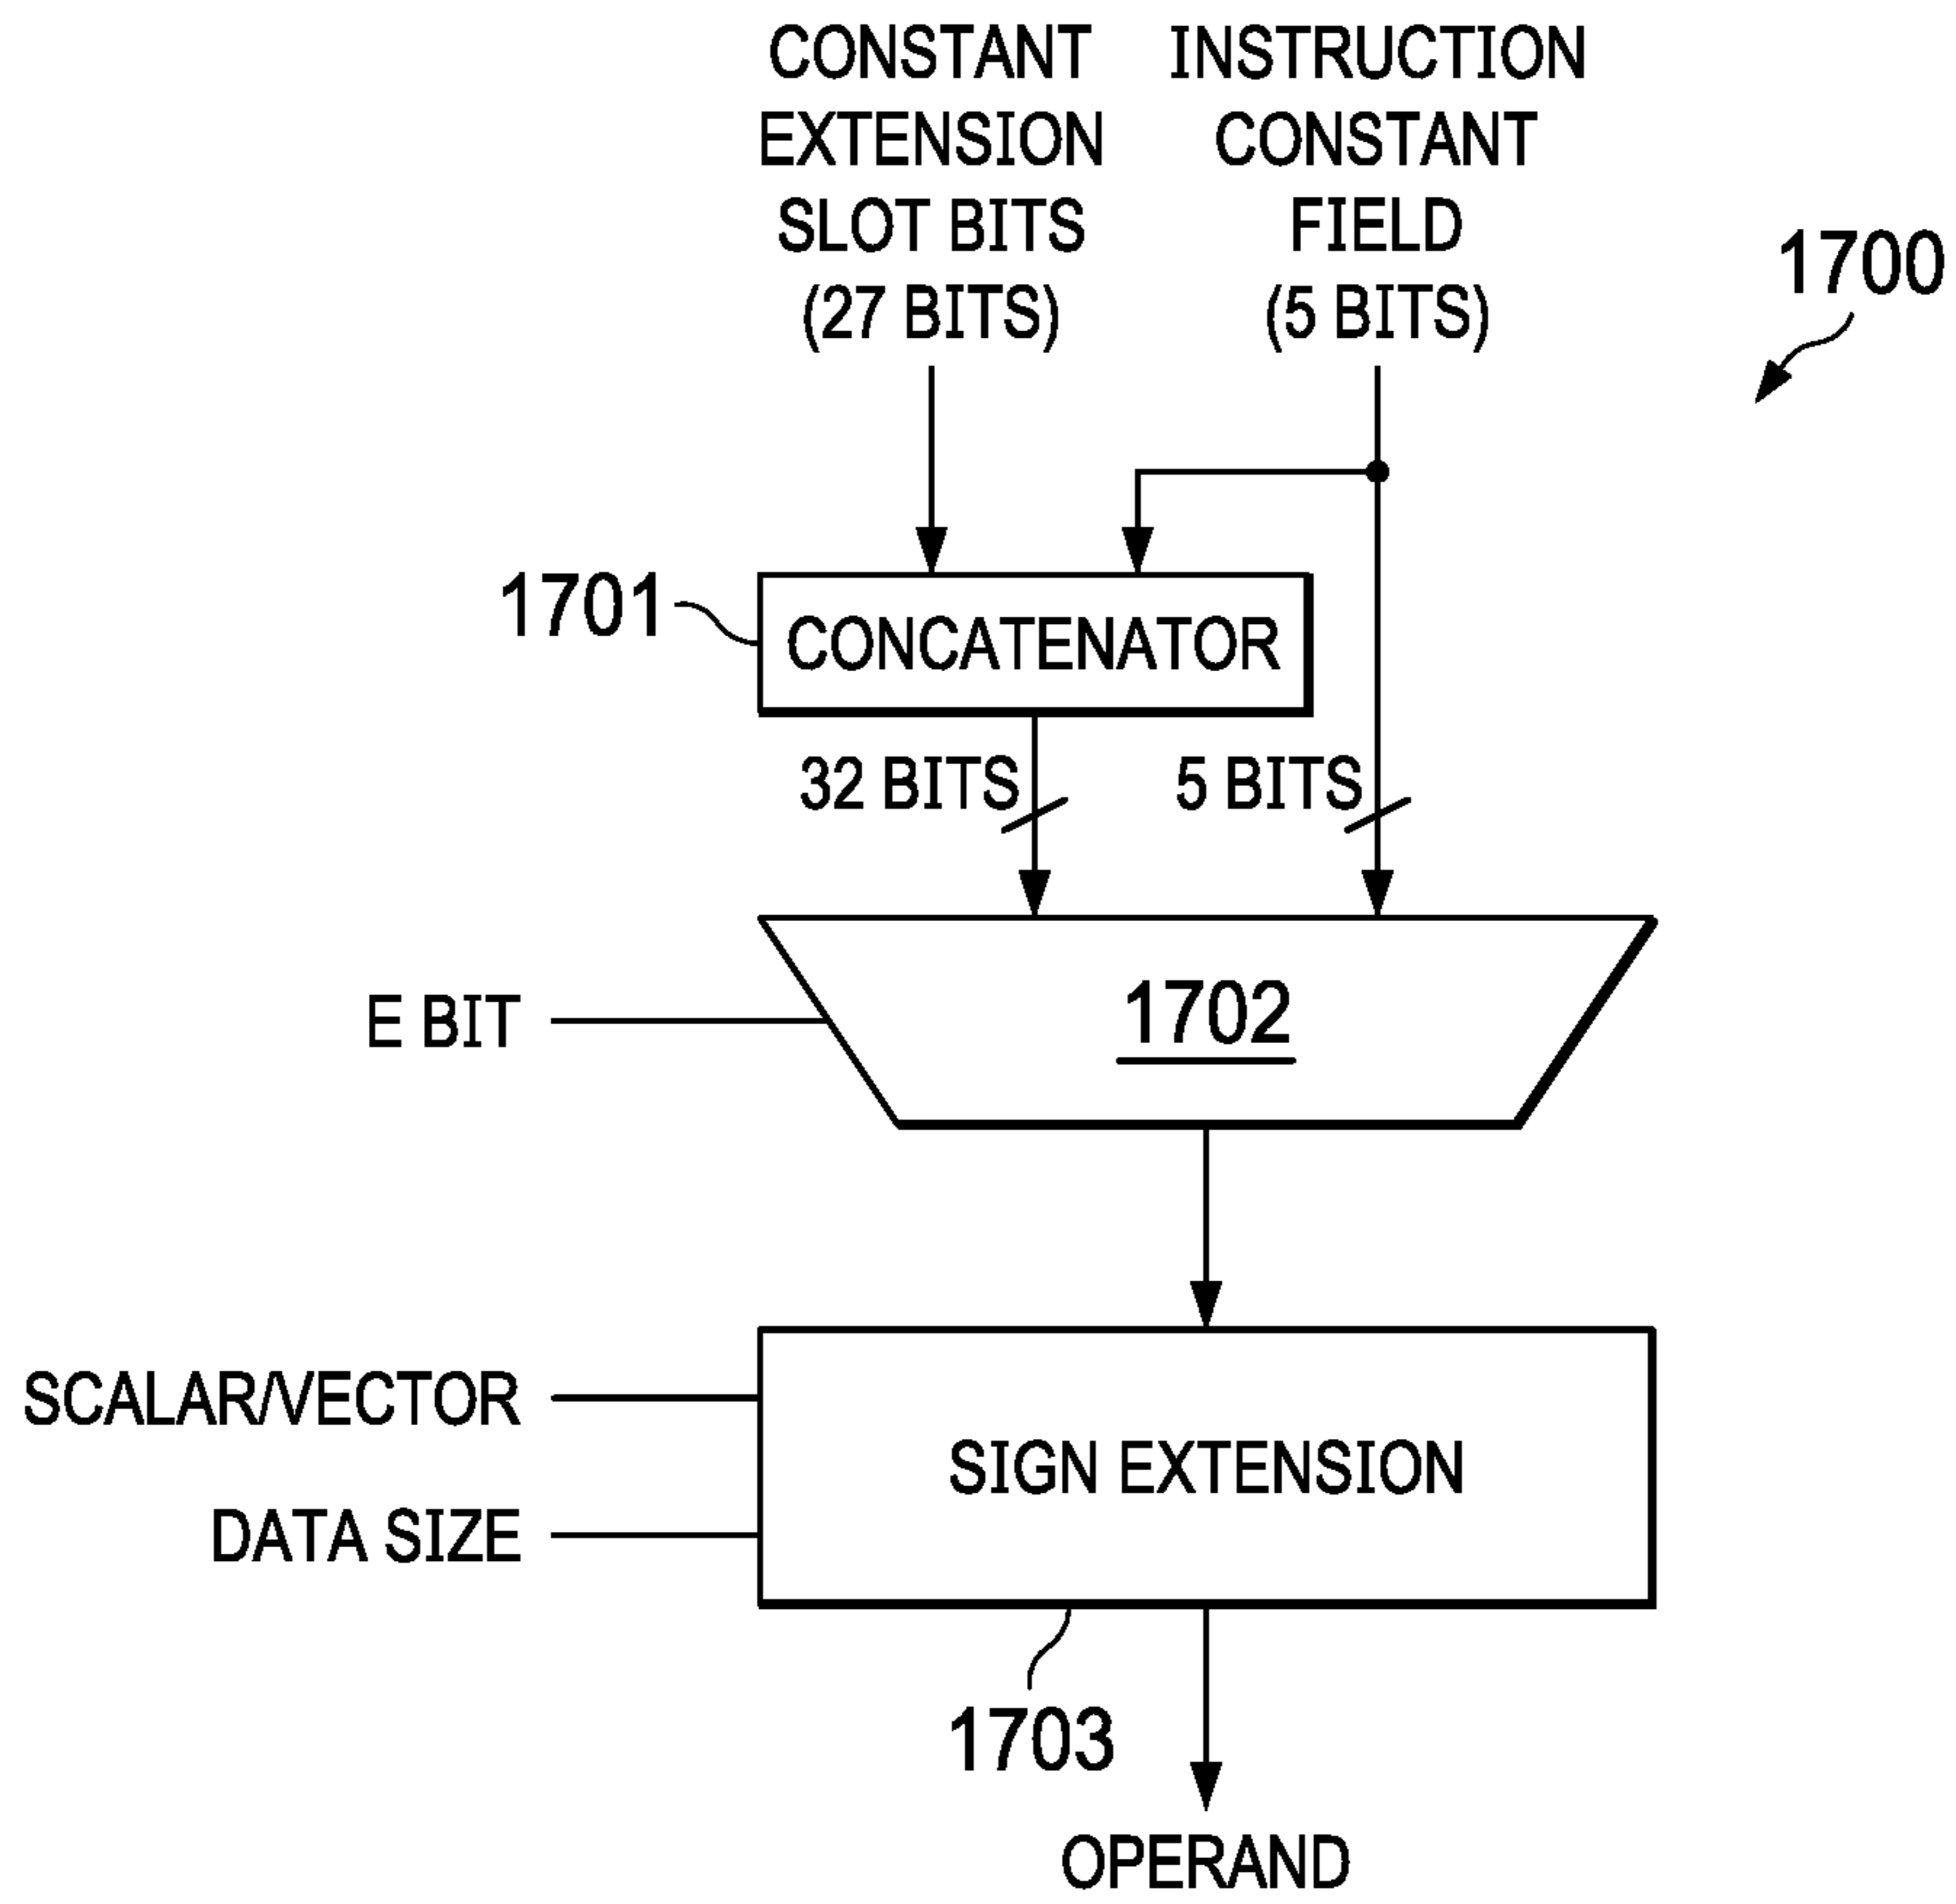 CONSTANT
EXTENSION
SLOT BITS
(27 BITS)
INSTRUCTION
CONSTANT
FIELD
(5 BITS)
1700
1701
CONCATENATOR
32 BITS
5 BITS
E BIT
1702
SCALAR/VECTOR
DATA SIZE
SIGN EXTENSION
1703
OPERAND